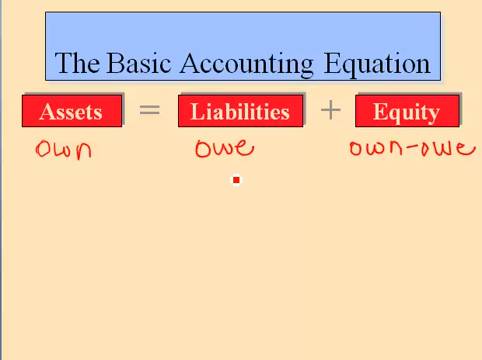 The Basic Accounting Equation
Assets = Liabilities + Equity
own owe own-owe